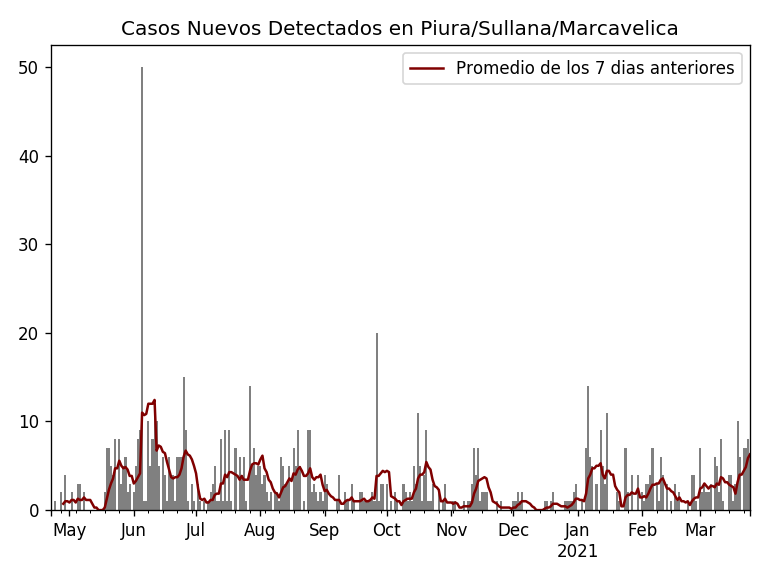 Casos Nuevos Detectados en Piura/Sullana/Marcavelica
Promedio de los 7 dias anteriores
50
40
30
20
10
0
May Jun Jul Aug Sep Oct Nov Dec Jan Feb Mar
2021